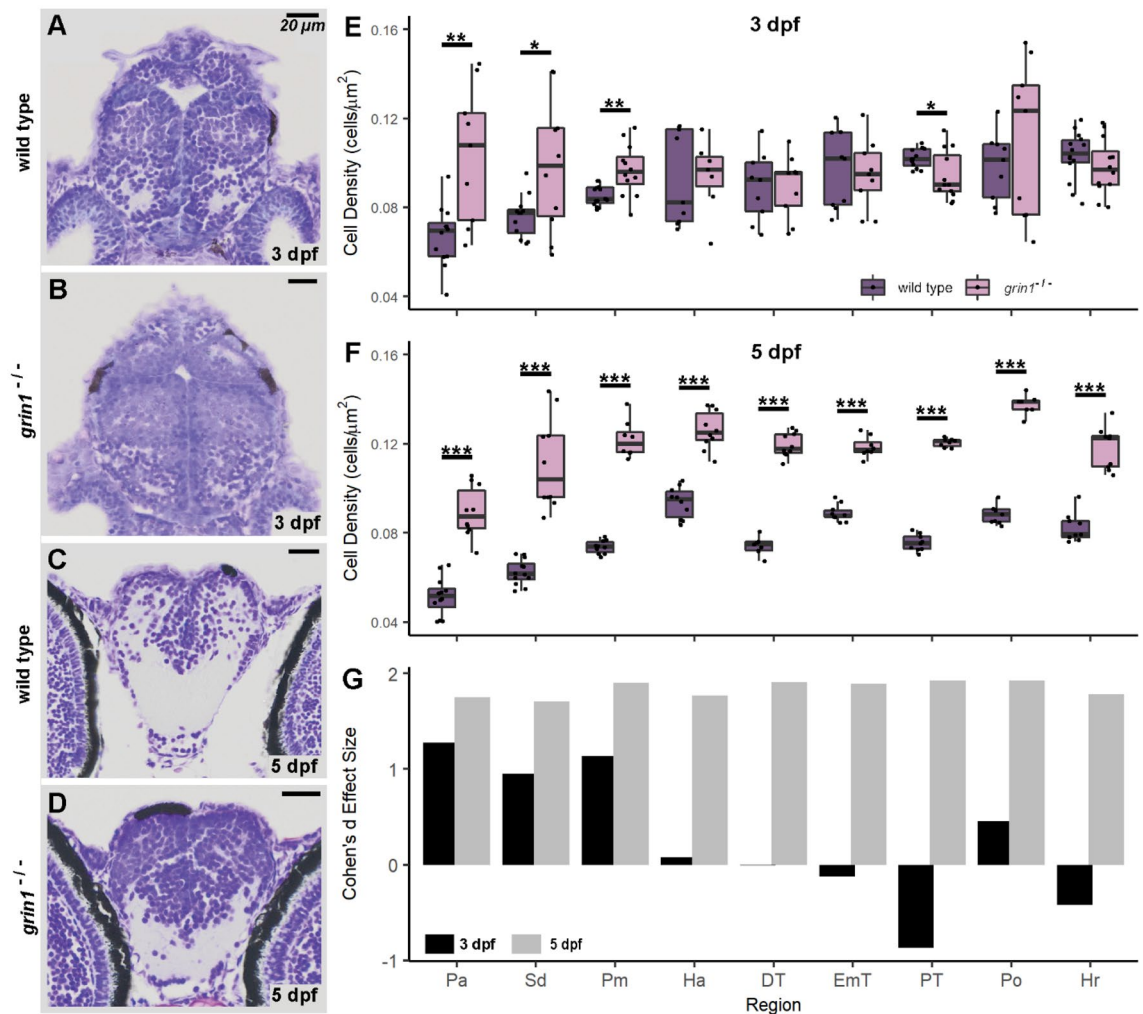 A
20 µm
wild type
3 dpf
B
grin1 -/-
3 dpf
C
wild type
5 dpf
D
grin1 -/-
5 dpf
E
3 dpf
Cell Density (cells/µm²)
0.16
0.12
0.08
0.04
** * ** *
wild type grin1 -/-
F
5 dpf
Cell Density (cells/µm²)
0.16
0.12
0.08
0.04
*** *** *** *** *** *** *** *** ***
G
Cohen's d Effect Size
2
1
0
-1
3 dpf 5 dpf
Pa Sd Pm Ha DT EmT PT Po Hr
Region